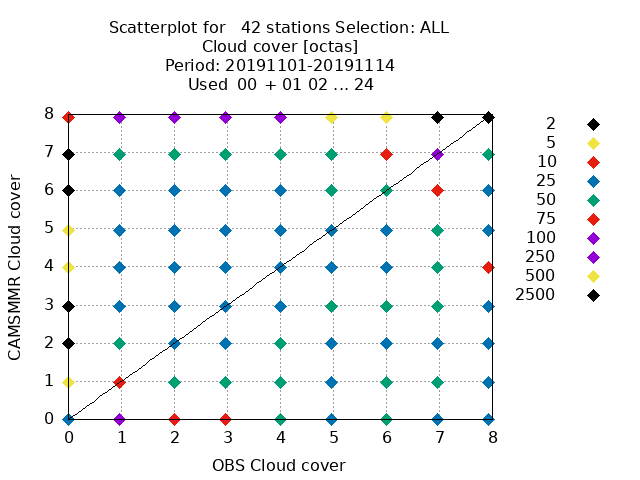 Scatterplot for   42 stations Selection: ALL
Cloud cover [octas]
Period: 20191101-20191114
Used  00 + 01 02 ... 24
8
7
6
5
4
3
2
1
0
CAMSMMR Cloud cover
0 1 2 3 4 5 6 7 8
OBS Cloud cover
2
5
10
25
50
75
100
250
500
2500